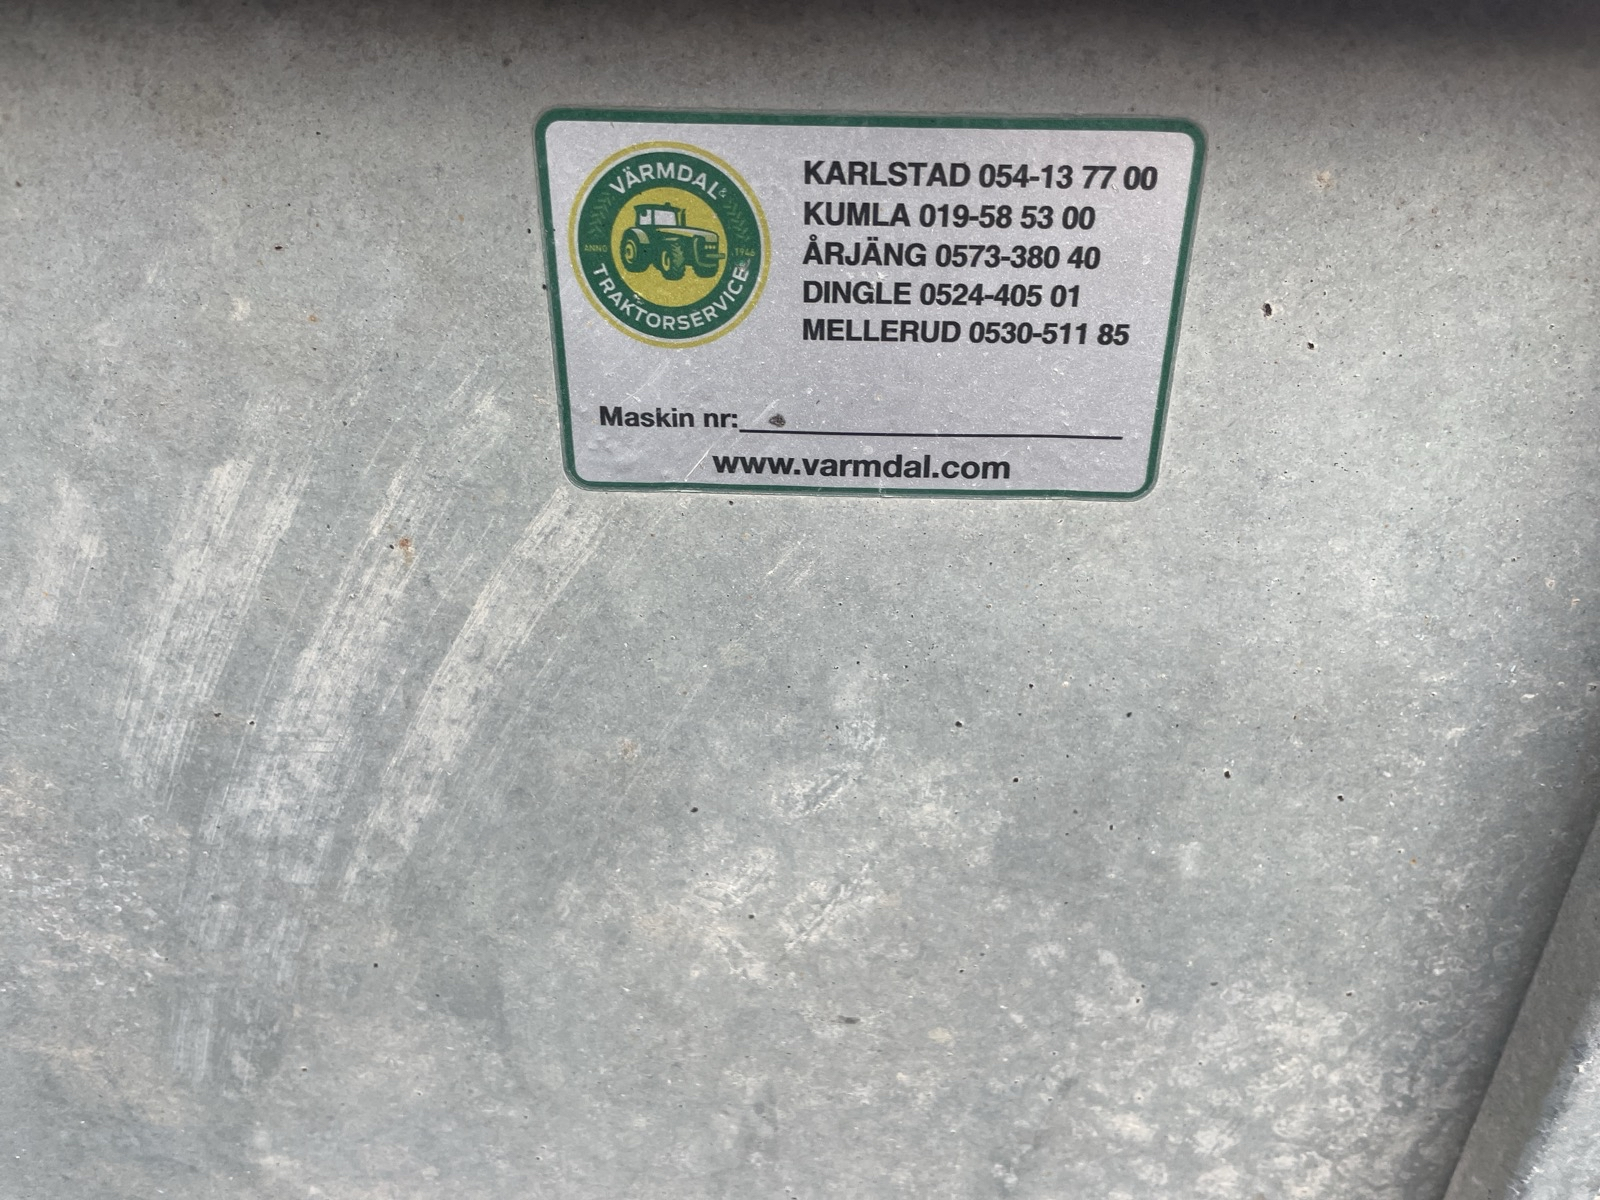 VÄRMDALS
ANNO 1946
TRAKTORSERVICE
KARLSTAD 054-13 77 00
KUMLA 019-58 53 00
ÅRJÄNG 0573-380 40
DINGLE 0524-405 01
MELLERUD 0530-511 85
Maskin nr:
www.varmdal.com